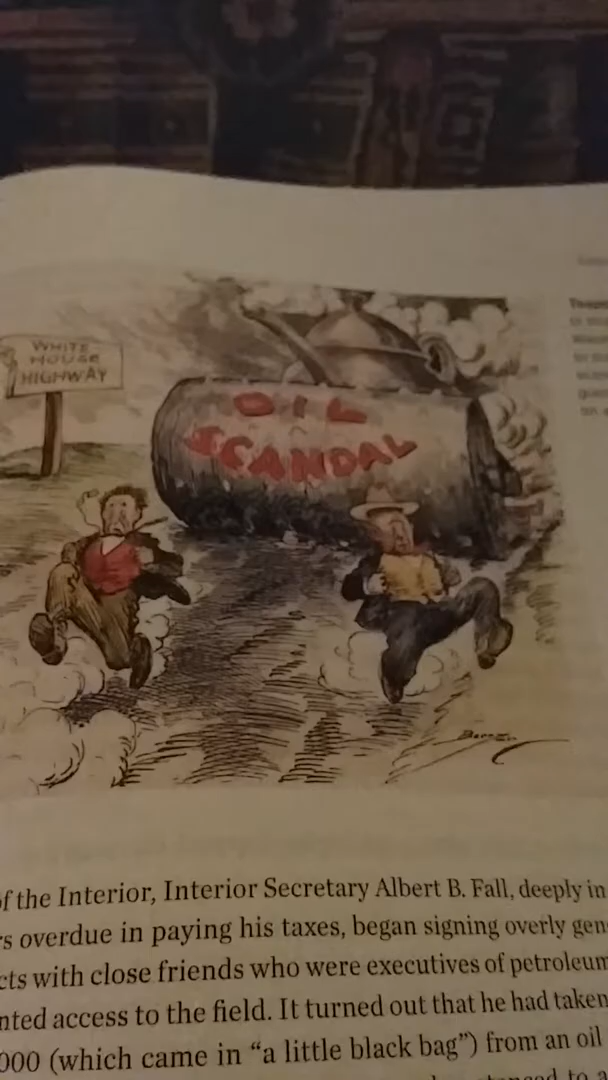 WHITE
HOUSE
HIGHWAY
OIL
SCANDAL
of the Interior, Interior Secretary Albert B. Fall, deeply in
rs overdue in paying his taxes, began signing overly gen
cts with close friends who were executives of petroleum
nted access to the field. It turned out that he had taken
000 (which came in “a little black bag”) from an oil